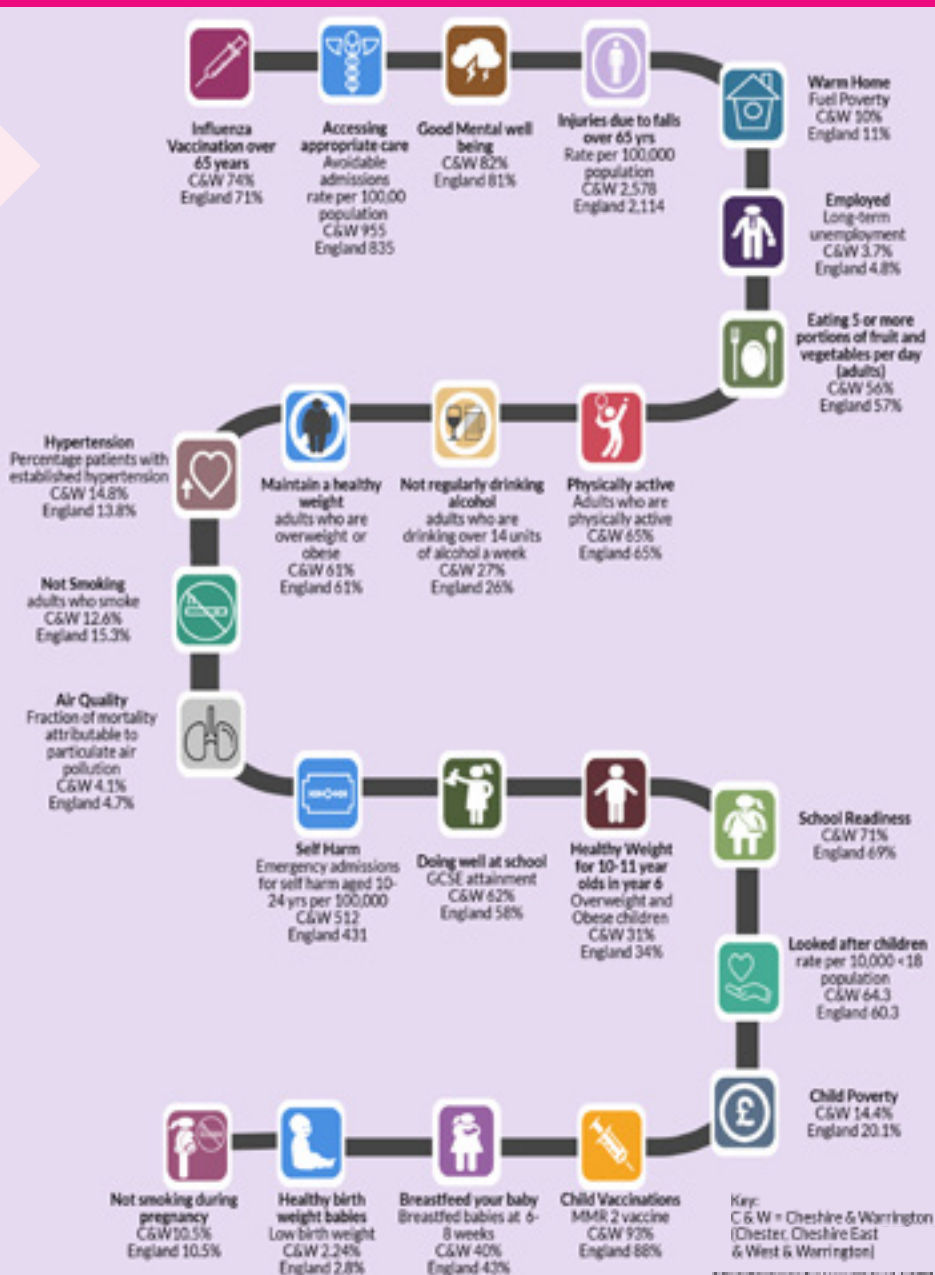 Influenza
Vaccination over
65 years
C&W 74%
England 71%
Accessing
appropriate care
Avoidable
admissions
rate per 100,00
population
C&W 955
England 835
Good Mental well
being
C&W 82%
England 81%
Injuries due to falls
over 65 yrs
Rate per 100,000
population
C&W 2,578
England 2,114
Warm Home
Fuel Poverty
C&W 10%
England 11%
Employed
Long-term
unemployment
C&W 3.7%
England 4.8%
Eating 5 or more
portions of fruit and
vegetables per day
(adults)
C&W 56%
England 57%
Hypertension
Percentage patients with
established hypertension
C&W 14.8%
England 13.8%
Maintain a healthy
weight
adults who are
overweight or
obese
C&W 61%
England 61%
Not regularly drinking
alcohol
adults who are
drinking over 14 units
of alcohol a week
C&W 27%
England 26%
Physically active
Adults who are
physically active
C&W 65%
England 65%
Not Smoking
adults who smoke
C&W 12.6%
England 15.3%
Air Quality
Fraction of mortality
attributable to
particulate air
pollution
C&W 4.1%
England 4.7%
Self Harm
Emergency admissions
for self harm aged 10-
24 yrs per 100,000
C&W 512
England 431
Doing well at school
GCSE attainment
C&W 62%
England 58%
Healthy Weight
for 10-11 year
olds in year 6
Overweight and
Obese children
C&W 31%
England 34%
School Readiness
C&W 71%
England 69%
Looked after children
rate per 10,000 <18
population
C&W 64.3
England 60.3
£
Child Poverty
C&W 14.4%
England 20.1%
Not smoking during
pregnancy
C&W10.5%
England 10.5%
Healthy birth
weight babies
Low birth weight
C&W 2.24%
England 2.8%
Breastfeed your baby
Breastfed babies at 6-
8 weeks
C&W 40%
England 43%
Child Vaccinations
MMR 2 vaccine
C&W 93%
England 88%
Key:
C & W = Cheshire & Warrington
(Chester, Cheshire East
& West & Warrington)